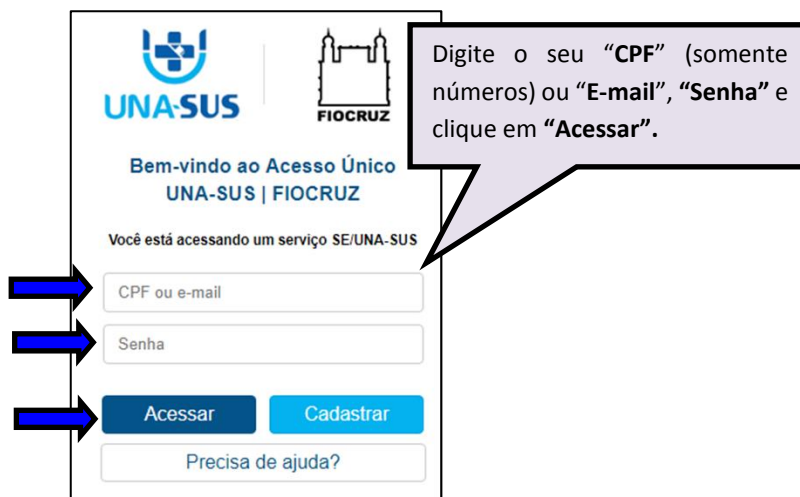 UNA-SUS
FIOCRUZ
Bem-vindo ao Acesso Único
UNA-SUS | FIOCRUZ
Você está acessando um serviço SE/UNA-SUS
CPF ou e-mail
Senha
Acessar
Cadastrar
Precisa de ajuda?
Digite o seu “CPF” (somente
números) ou “E-mail”, “Senha” e
clique em “Acessar”.